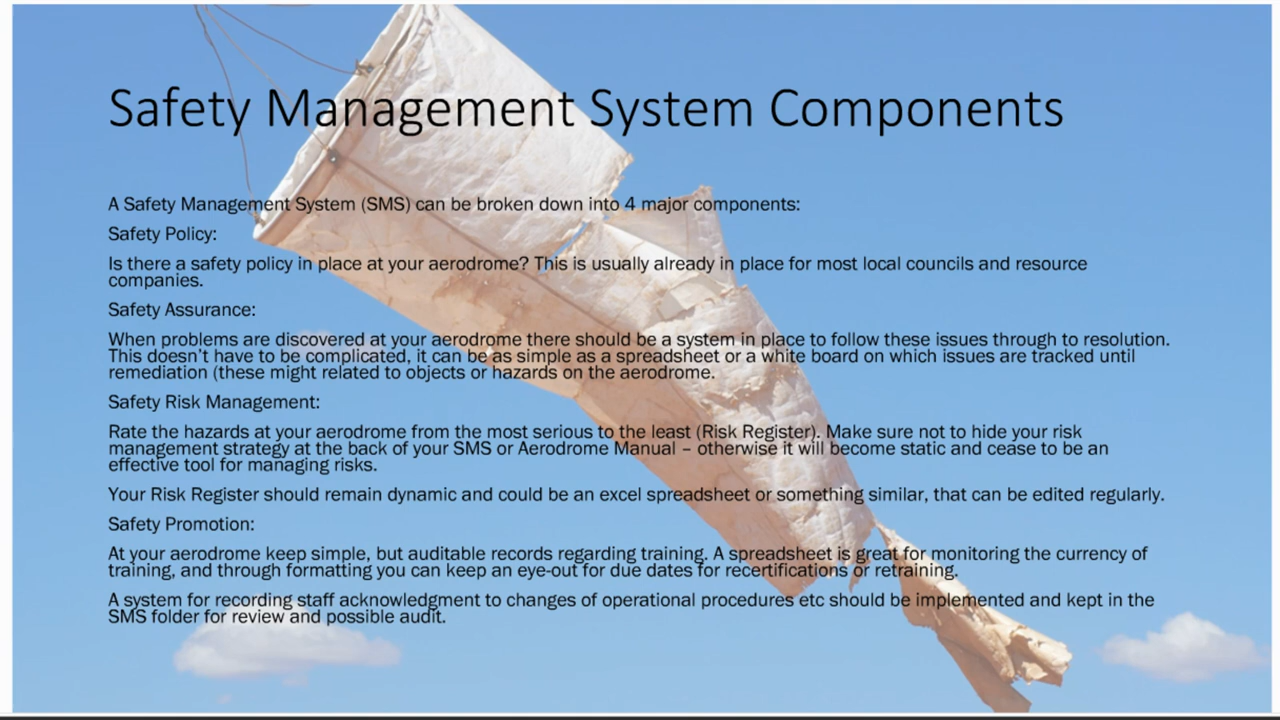 Safety Management System Components
A Safety Management System (SMS) can be broken down into 4 major components:
Safety Policy:
Is there a safety policy in place at your aerodrome? This is usually already in place for most local councils and resource
companies.
Safety Assurance:
When problems are discovered at your aerodrome there should be a system in place to follow these issues through to resolution.
This doesn't have to be complicated, it can be as simple as a spreadsheet or a white board on which issues are tracked until
remediation (these might related to objects or hazards on the aerodrome.
Safety Risk Management:
Rate the hazards at your aerodrome from the most serious to the least (Risk Register). Make sure not to hide your risk
management strategy at the back of your SMS or Aerodrome Manual – otherwise it will become static and cease to be an
effective tool for managing risks.
Your Risk Register should remain dynamic and could be an excel spreadsheet or something similar, that can be edited regularly.
Safety Promotion:
At your aerodrome keep simple, but auditable records regarding training. A spreadsheet is great for monitoring the currency of
training, and through formatting you can keep an eye-out for due dates for recertifications or retraining.
A system for recording staff acknowledgment to changes of operational procedures etc should be implemented and kept in the
SMS folder for review and possible audit.